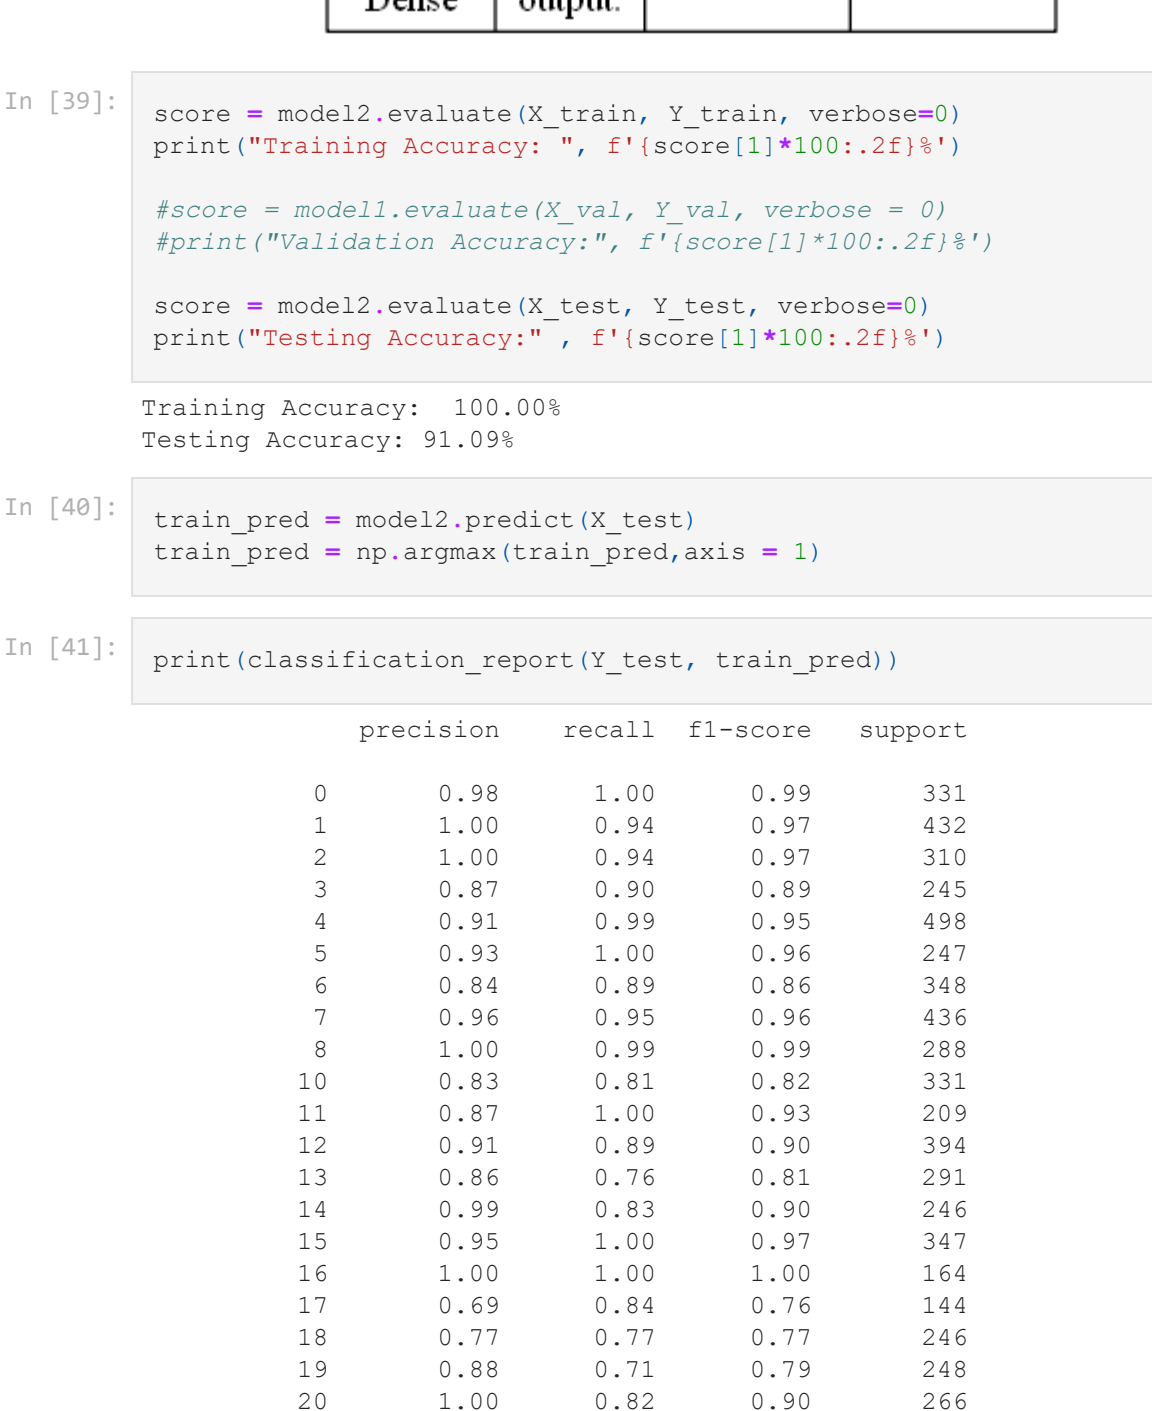 Dense output.
In [39]:
score = model2.evaluate(X_train, Y_train, verbose=0)
print("Training Accuracy: ", f'{score[1]*100:.2f}%')
#score = model1.evaluate(X_val, Y_val, verbose = 0)
#print("Validation Accuracy:", f'{score[1]*100:.2f}%')
score = model2.evaluate(X_test, Y_test, verbose=0)
print("Testing Accuracy:" , f'{score[1]*100:.2f}%')
Training Accuracy:  100.00%
Testing Accuracy: 91.09%
In [40]:
train_pred = model2.predict(X_test)
train_pred = np.argmax(train_pred,axis = 1)
In [41]:
print(classification_report(Y_test, train_pred))
precision recall f1-score support
0 0.98 1.00 0.99 331
1 1.00 0.94 0.97 432
2 1.00 0.94 0.97 310
3 0.87 0.90 0.89 245
4 0.91 0.99 0.95 498
5 0.93 1.00 0.96 247
6 0.84 0.89 0.86 348
7 0.96 0.95 0.96 436
8 1.00 0.99 0.99 288
10 0.83 0.81 0.82 331
11 0.87 1.00 0.93 209
12 0.91 0.89 0.90 394
13 0.86 0.76 0.81 291
14 0.99 0.83 0.90 246
15 0.95 1.00 0.97 347
16 1.00 1.00 1.00 164
17 0.69 0.84 0.76 144
18 0.77 0.77 0.77 246
19 0.88 0.71 0.79 248
20 1.00 0.82 0.90 266